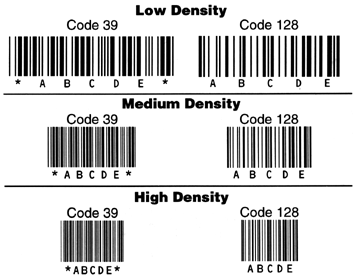 Low Density
Code 39 Code 128
* A B C D E * A B C D E
Medium Density
Code 39 Code 128
* A B C D E * A B C D E
High Density
Code 39 Code 128
*ABCDE* ABCDE